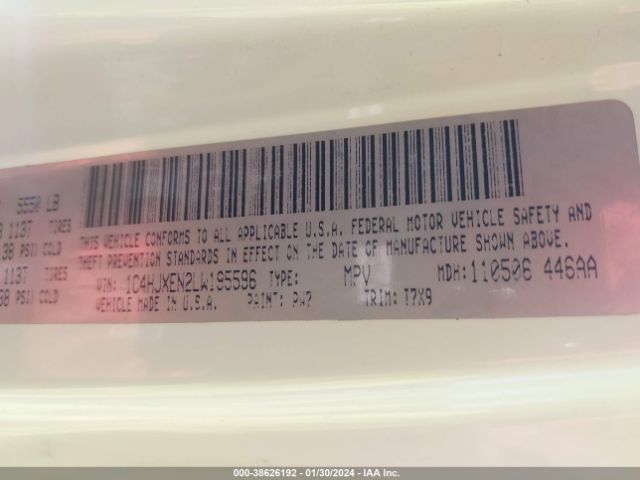 5550 LB
113T TIRES
38 PSI COLD
113T TIRES
38 PSI COLD
THIS VEHICLE CONFORMS TO ALL APPLICABLE U.S.A. FEDERAL MOTOR VEHICLE SAFETY AND
THEFT PREVENTION STANDARDS IN EFFECT ON THE DATE OF MANUFACTURE SHOWN ABOVE.
VIN: 1C4HJXEN2LW195596 TYPE: MPV MDH:110506 446AA
VEHICLE MADE IN U.S.A. PAINT: PW7 TRIM: T7X9
000-38626192 - 01/30/2024 - IAA Inc.